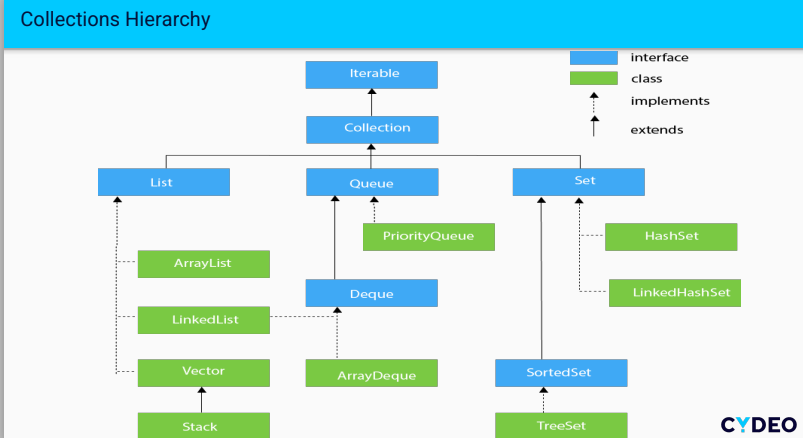 Collections Hierarchy
interface
Iterable
class
implements
Collection
extends
List
Queue
Set
PriorityQueue
HashSet
ArrayList
Deque
LinkedHashSet
LinkedList
Vector
ArrayDeque
SortedSet
Stack
TreeSet
CYDEO